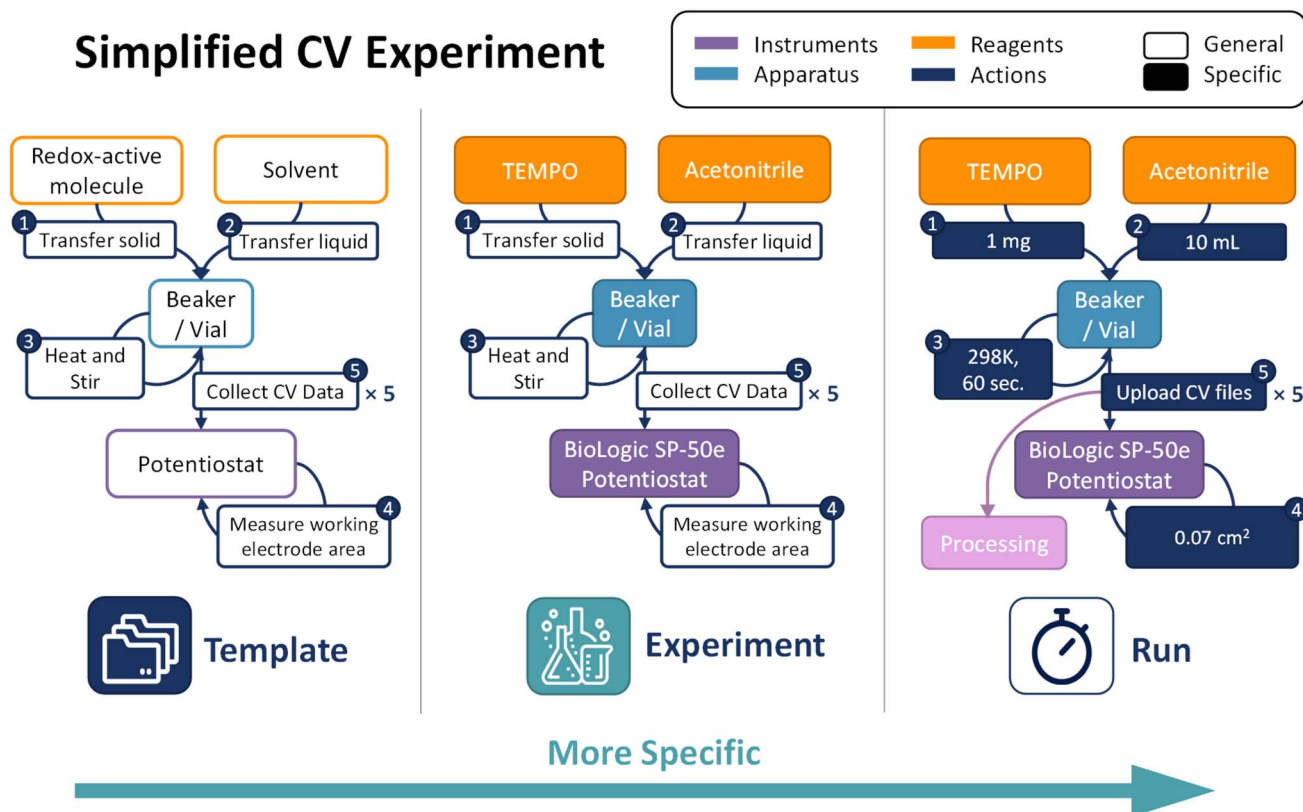 Simplified CV Experiment
Instruments
Apparatus
Reagents
Actions
General
Specific
Redox-active
molecule
Solvent
1
Transfer solid
2
Transfer liquid
Beaker
/ Vial
3
Heat and
Stir
5
Collect CV Data
× 5
Potentiostat
4
Measure working
electrode area
Template
TEMPO
Acetonitrile
1
Transfer solid
2
Transfer liquid
Beaker
/ Vial
3
Heat and
Stir
5
Collect CV Data
× 5
BioLogic SP-50e
Potentiostat
4
Measure working
electrode area
Experiment
TEMPO
Acetonitrile
1
1 mg
2
10 mL
Beaker
/ Vial
3
298K,
60 sec.
5
Upload CV files
× 5
BioLogic SP-50e
Potentiostat
4
0.07 cm²
Processing
Run
More Specific